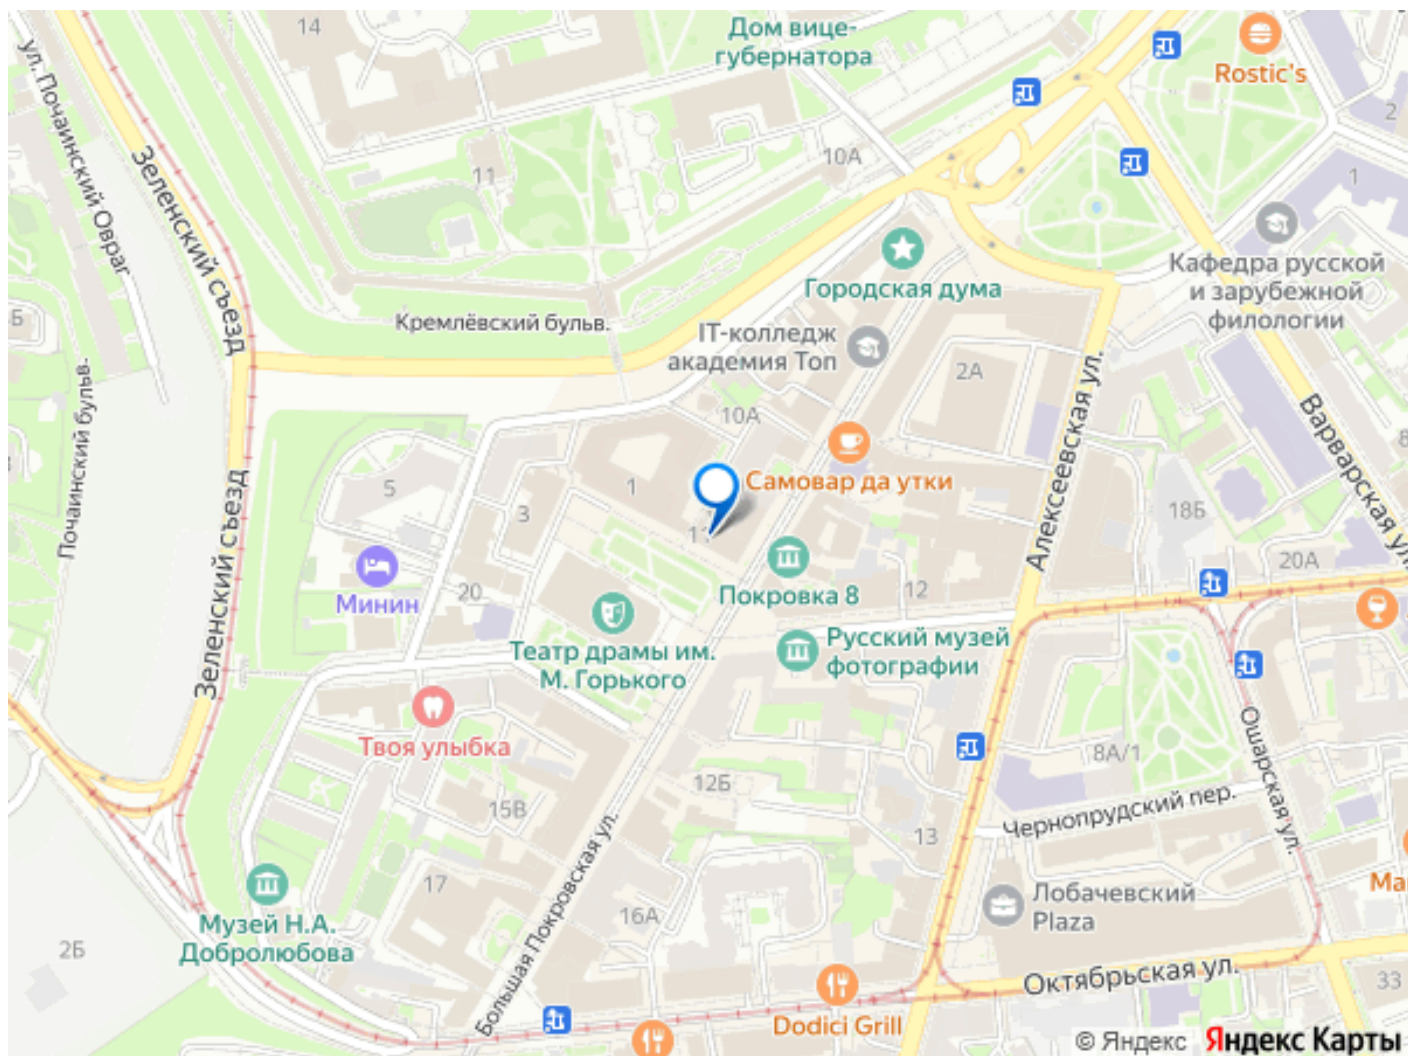 14
Дом вице-
губернатора
Rostic's
2
ул. Почаинский Овраг
Зеленский съезд
11
10А
1
Кафедра русской
и зарубежной
филологии
Городская дума
Кремлёвский бульв.
IT-колледж
академия Топ
2А
Алексеевская ул.
Почаинский бульв.
10А
Варварская ул.
8
Самовар да утки
5
1
3
18Б
Зеленский съезд
20А
Минин
20
Покровка 8
12
Театр драмы им.
М. Горького
Русский музей
фотографии
Твоя улыбка
Ошарская ул.
8А/1
12Б
15В
Чернопрудский пер.
13
Большая Покровская ул.
17
Лобачевский
Plaza
16А
Музей Н.А.
Добролюбова
2Б
Октябрьская ул.
33
Dodici Grill
© Яндекс Яндекс Карты